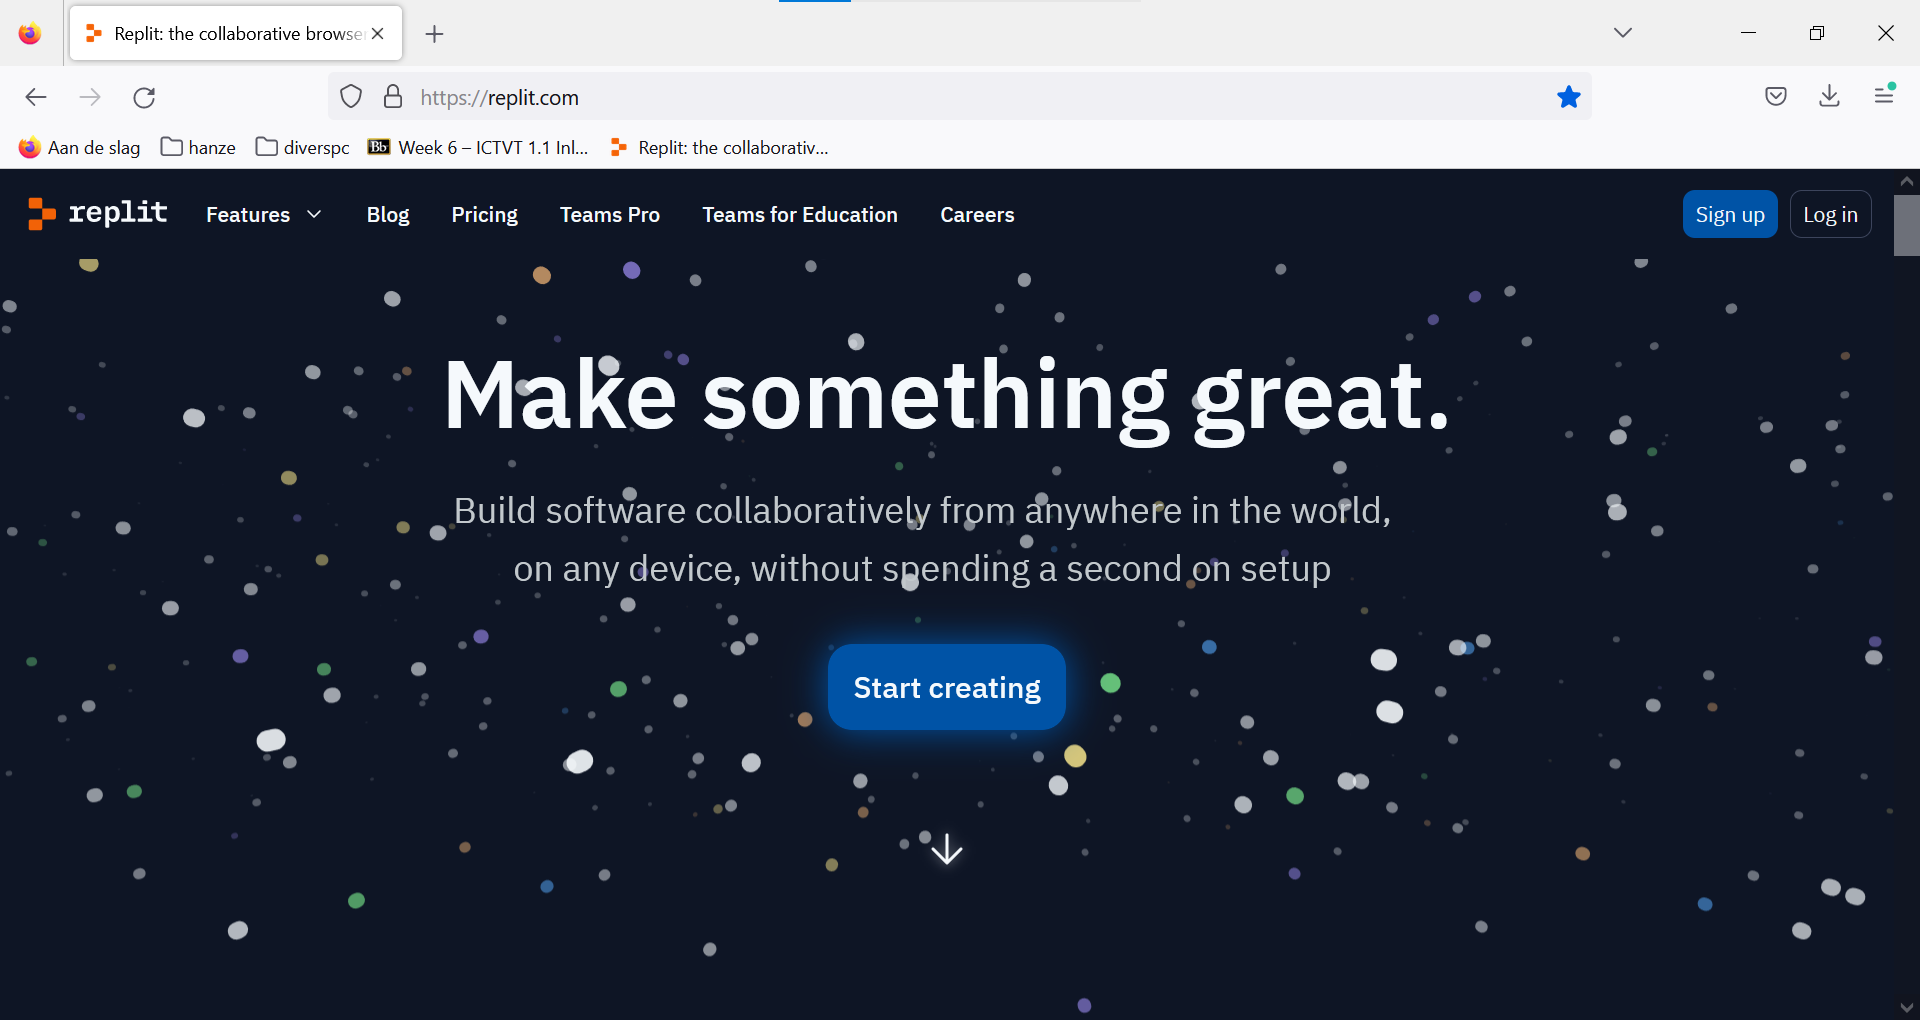 Replit: the collaborative browse
https://replit.com
Aan de slag hanze diverspc Bb Week 6 – ICTVT 1.1 Inl... Replit: the collaborativ...
replit Features Blog Pricing Teams Pro Teams for Education Careers Sign up Log in
Make something great.
Build software collaboratively from anywhere in the world,
on any device, without spending a second on setup
Start creating